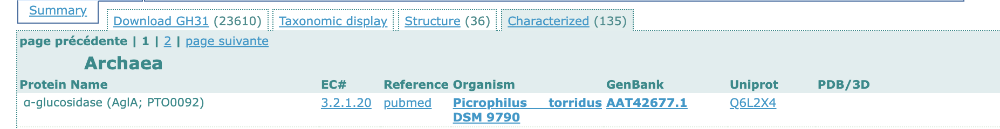 Summary
Download GH31 (23610) Taxonomic display Structure (36) Characterized (135)
page précédente | 1 | 2 | page suivante
Archaea
Protein Name EC# Reference Organism GenBank Uniprot PDB/3D
α-glucosidase (AglA; PTO0092) 3.2.1.20 pubmed Picrophilus torridus AAT42677.1 Q6L2X4
DSM 9790